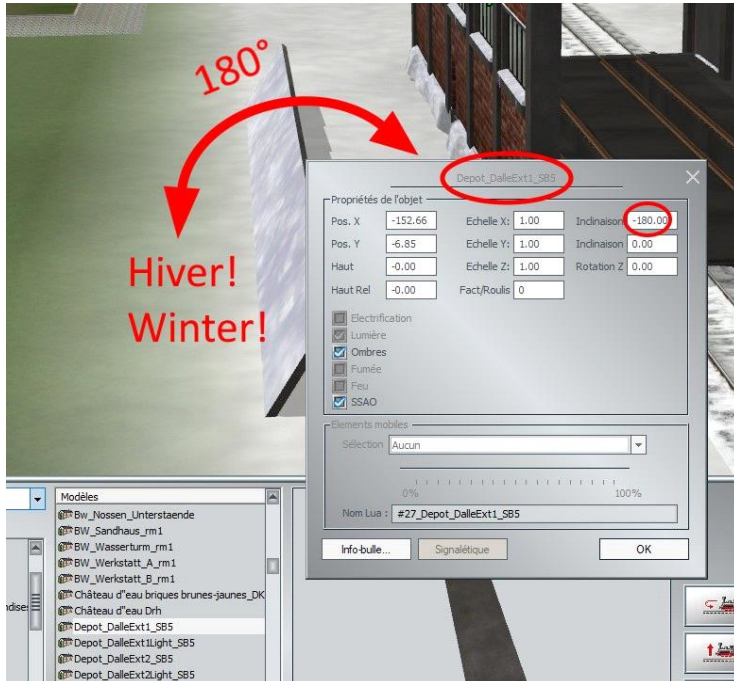 180°
Hiver!
Winter!
Depot_DalleExt1_SB5
Propriétés de l'objet
Pos. X -152.66 Echelle X: 1.00 Inclinaison -180.00
Pos. Y -6.85 Echelle Y: 1.00 Inclinaison 0.00
Haut -0.00 Echelle Z: 1.00 Rotation Z 0.00
Haut Rel -0.00 Fact/Roulis 0
Electrification
Lumière
Ombres
Fumée
Feu
SSAO
Elements mobiles
Sélection Aucun
0% 100%
Nom Lua : #27_Depot_DalleExt1_SB5
Info-bulle... Signalétique OK
Modèles
Bw_Nossen_Unterstaende
BW_Sandhaus_rm1
BW_Wasserturm_rm1
BW_Werkstatt_A_rm1
BW_Werkstatt_B_rm1
Château d"eau briques brunes-jaunes_DK
Château d"eau Drh
Depot_DalleExt1_SB5
Depot_DalleExt1Light_SB5
Depot_DalleExt2_SB5
Depot_DalleExt2Light_SB5